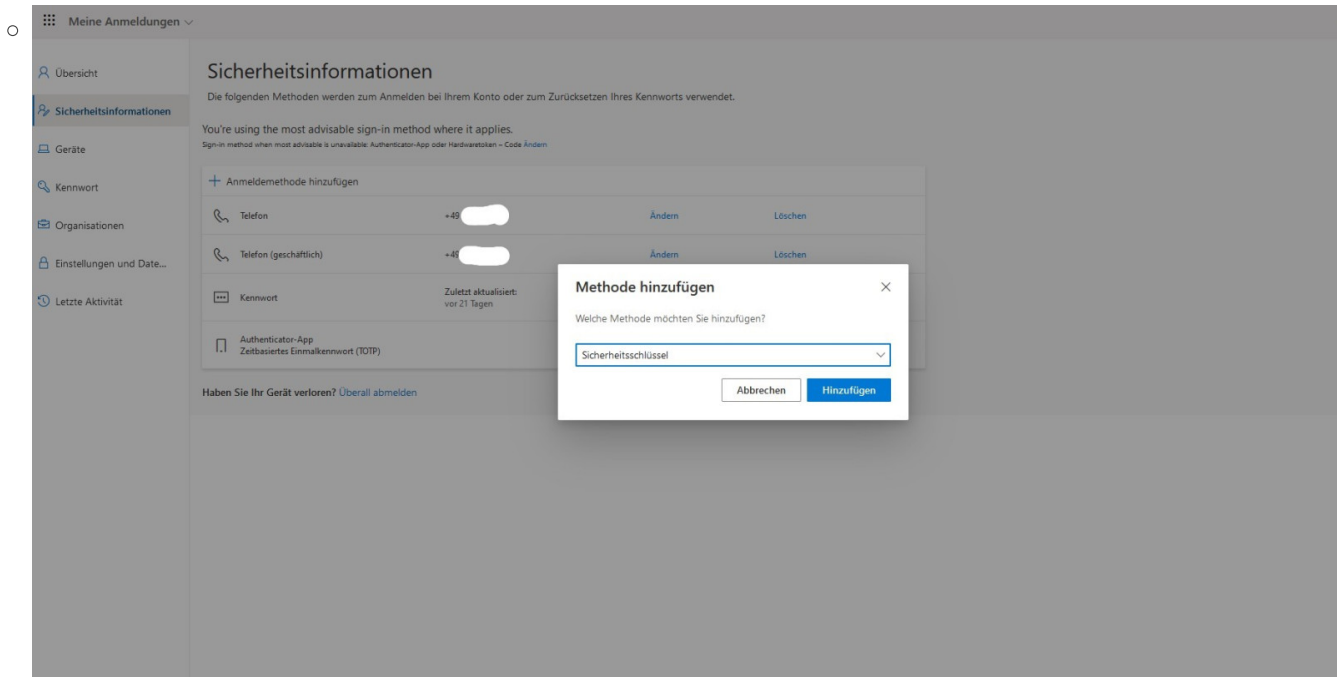 Meine Anmeldungen
Übersicht
Sicherheitsinformationen
Geräte
Kennwort
Organisationen
Einstellungen und Date...
Letzte Aktivität
Sicherheitsinformationen
Die folgenden Methoden werden zum Anmelden bei Ihrem Konto oder zum Zurücksetzen Ihres Kennworts verwendet.
You're using the most advisable sign-in method where it applies.
Sign-in method when most advisable is unavailable: Authenticator-App oder Hardwaretoken – Code Ändern
Anmeldemethode hinzufügen
Telefon +49 Ändern Löschen
Telefon (geschäftlich) +49 Ändern Löschen
Kennwort Zuletzt aktualisiert:
vor 21 Tagen
Authenticator-App
Zeitbasiertes Einmalkennwort (TOTP)
Haben Sie Ihr Gerät verloren? Überall abmelden
Methode hinzufügen
Welche Methode möchten Sie hinzufügen?
Sicherheitsschlüssel
Abbrechen Hinzufügen